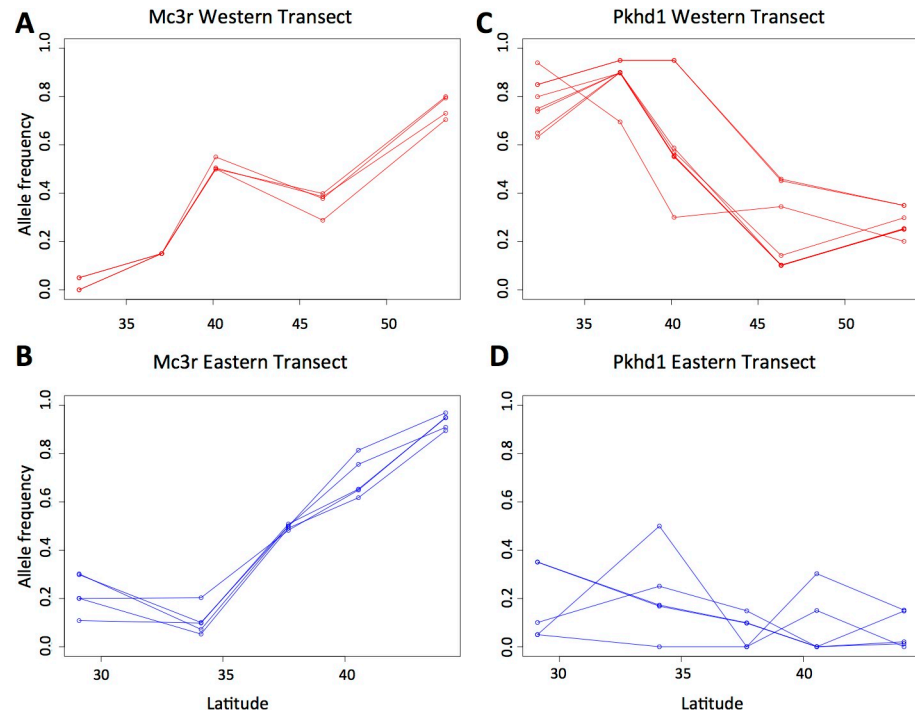 A
Mc3r Western Transect
Allele frequency
0.0 0.2 0.4 0.6 0.8 1.0
35 40 45 50
C
Pkhd1 Western Transect
0.0 0.2 0.4 0.6 0.8 1.0
35 40 45 50
B
Mc3r Eastern Transect
Allele frequency
0.0 0.2 0.4 0.6 0.8 1.0
30 35 40
Latitude
D
Pkhd1 Eastern Transect
0.0 0.2 0.4 0.6 0.8 1.0
30 35 40
Latitude